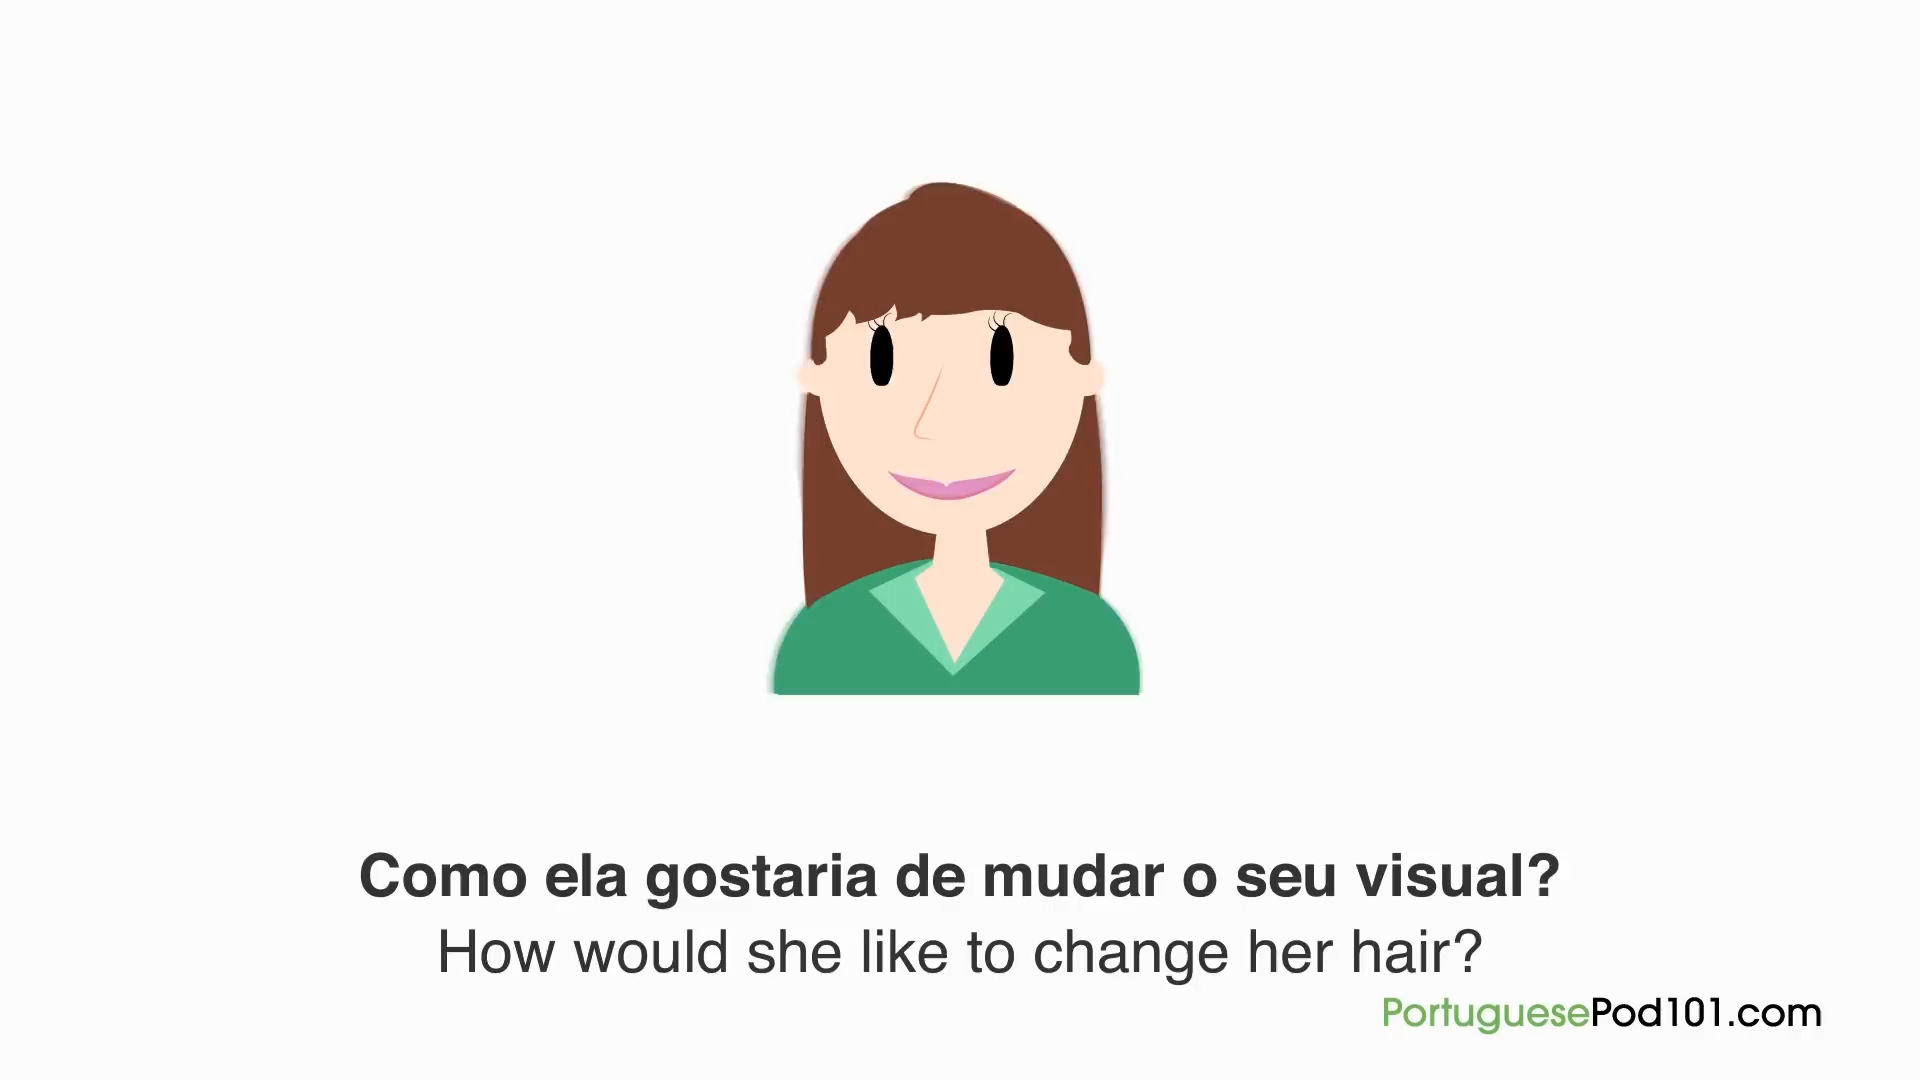 Como ela gostaria de mudar o seu visual?
How would she like to change her hair?
PortuguesePod101.com